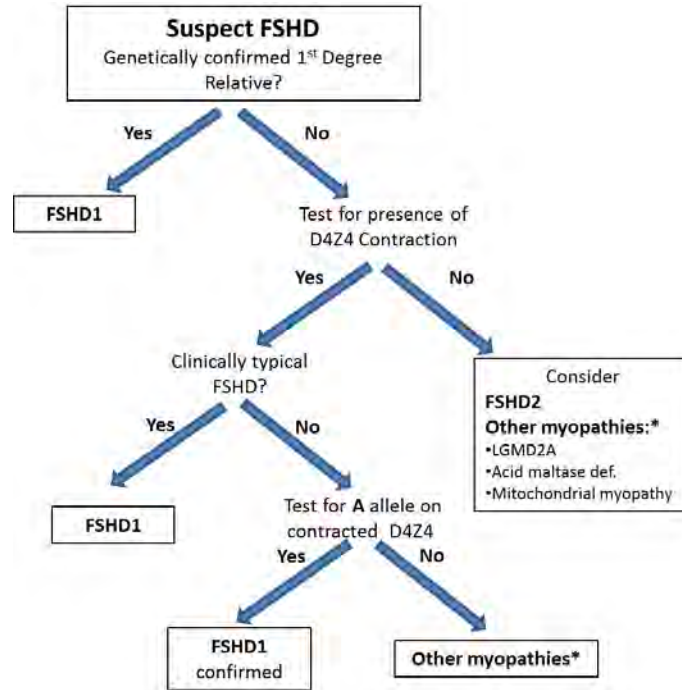 Suspect FSHD
Genetically confirmed 1st Degree
Relative?
Yes
No
FSHD1
Test for presence of
D4Z4 Contraction
Yes
No
Clinically typical
FSHD?
Consider
FSHD2
Other myopathies:*
•LGMD2A
•Acid maltase def.
•Mitochondrial myopathy
Yes
No
FSHD1
Test for A allele on
contracted D4Z4
Yes
No
FSHD1
confirmed
Other myopathies*